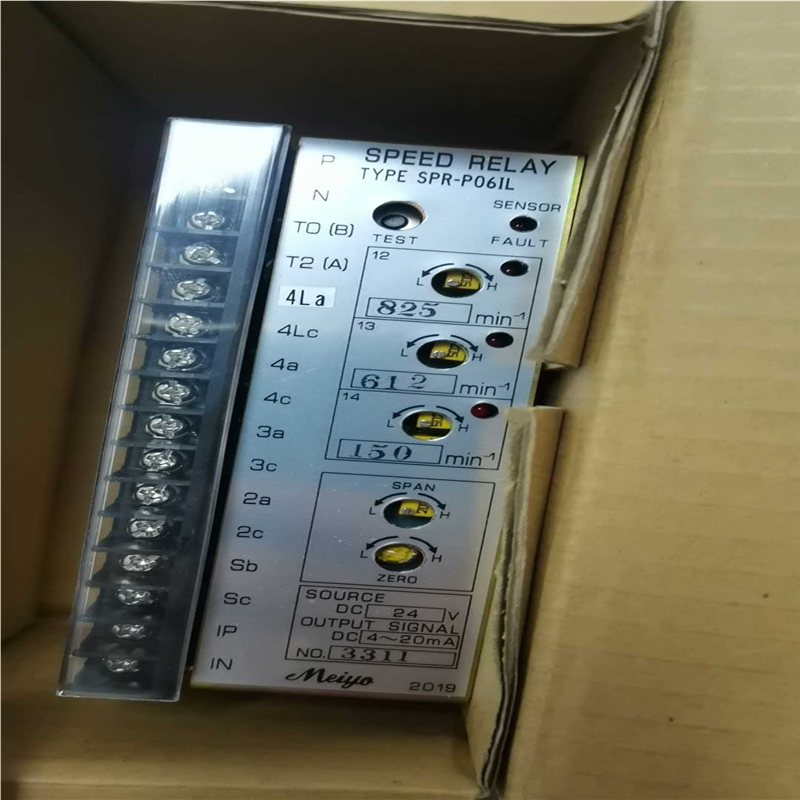 SPEED RELAY
TYPE SPR-P06IL
P
N
T0 (B)
T2 (A)
4La
4Lc
4a
4c
3a
3c
2a
2c
Sb
Sc
IP
IN
TEST
SENSOR
FAULT
12
L H
825 min⁻¹
13
L H
612 min⁻¹
14
L H
150 min⁻¹
SPAN
L H
L H
ZERO
SOURCE
DC 24 V
OUTPUT SIGNAL
DC 4~20mA
NO. 3311
Meiyo 2019